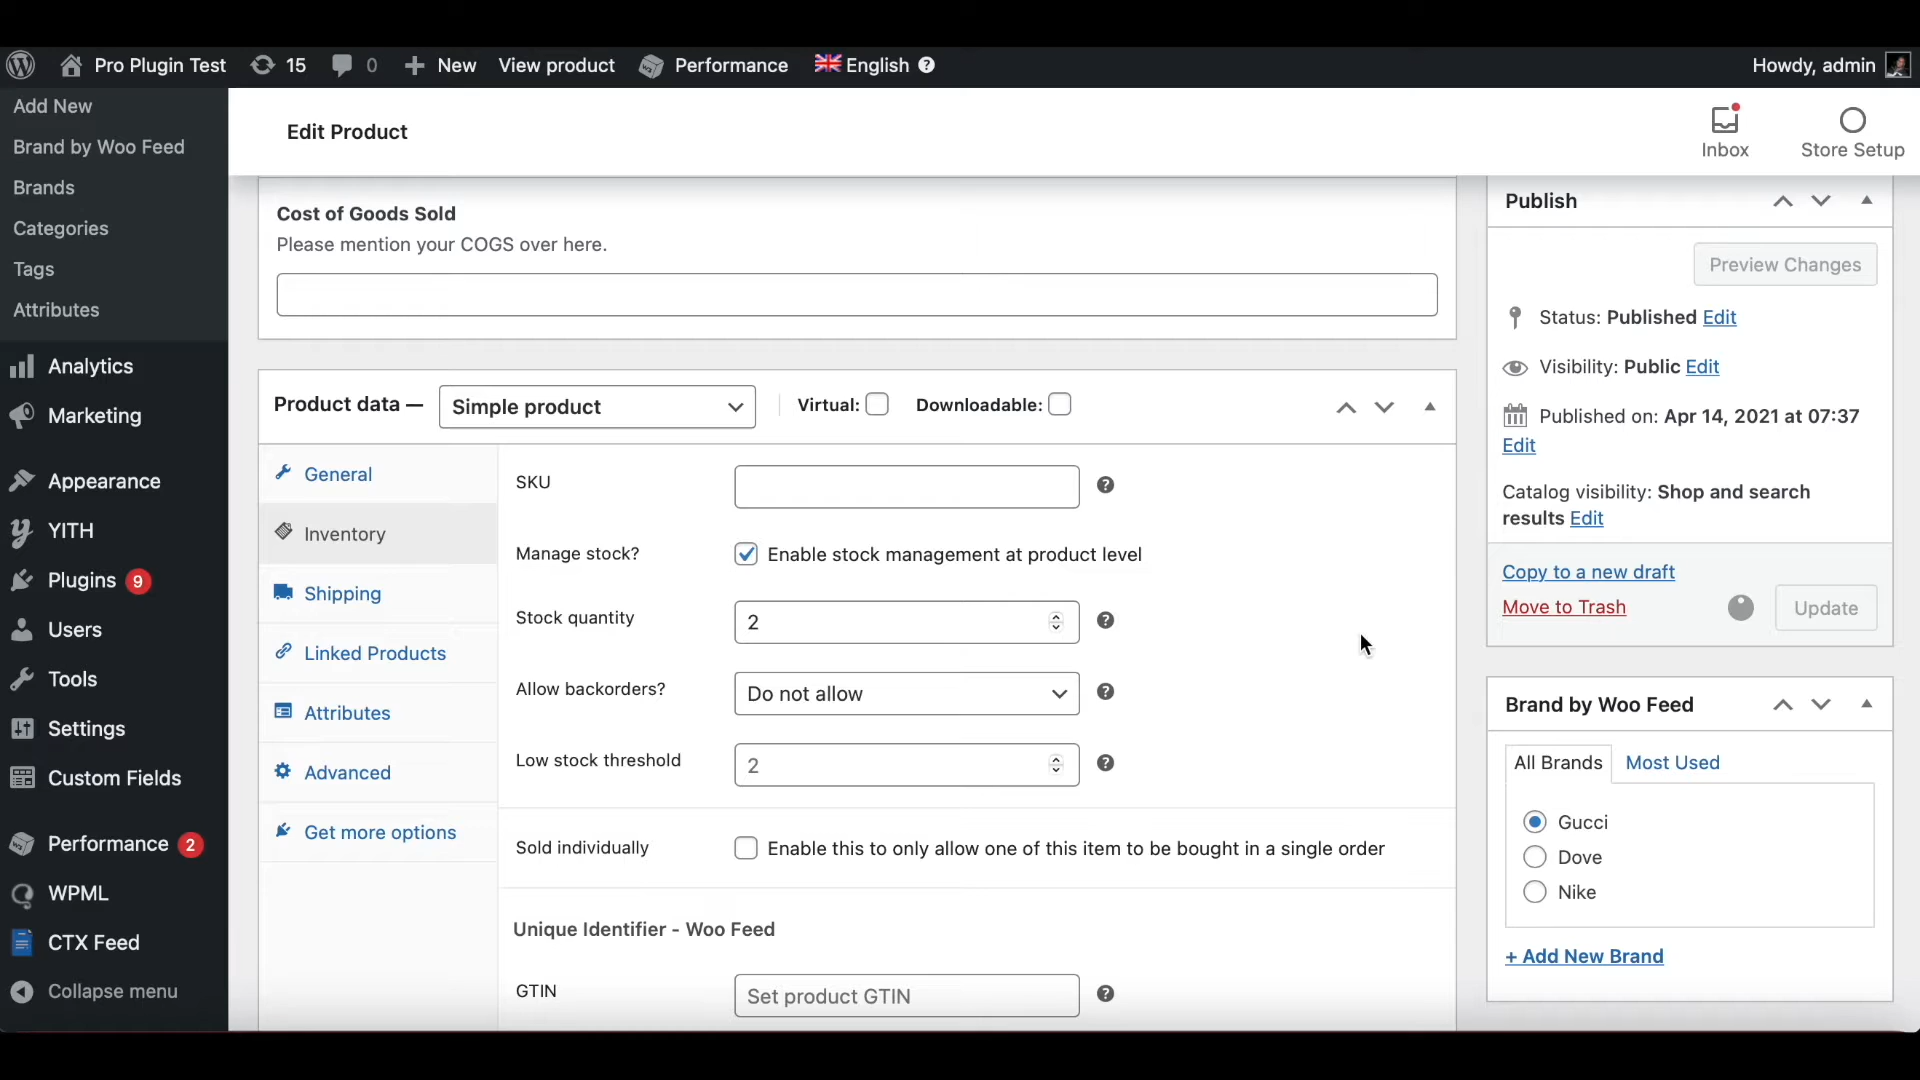 Pro Plugin Test 15 0 New View product Performance English Howdy, admin
Add New
Brand by Woo Feed
Brands
Categories
Tags
Attributes
Analytics
Marketing
Appearance
YITH
Plugins 9
Users
Tools
Settings
Custom Fields
Performance 2
WPML
CTX Feed
Collapse menu
Edit Product
Inbox
Store Setup
Cost of Goods Sold
Please mention your COGS over here.
Product data — Simple product Virtual: Downloadable:
General
Inventory
Shipping
Linked Products
Attributes
Advanced
Get more options
SKU
Manage stock? Enable stock management at product level
Stock quantity 2
Allow backorders? Do not allow
Low stock threshold 2
Sold individually Enable this to only allow one of this item to be bought in a single order
Unique Identifier - Woo Feed
GTIN Set product GTIN
Publish
Preview Changes
Status: Published Edit
Visibility: Public Edit
Published on: Apr 14, 2021 at 07:37
Edit
Catalog visibility: Shop and search
results Edit
Copy to a new draft
Move to Trash Update
Brand by Woo Feed
All Brands Most Used
Gucci
Dove
Nike
+ Add New Brand